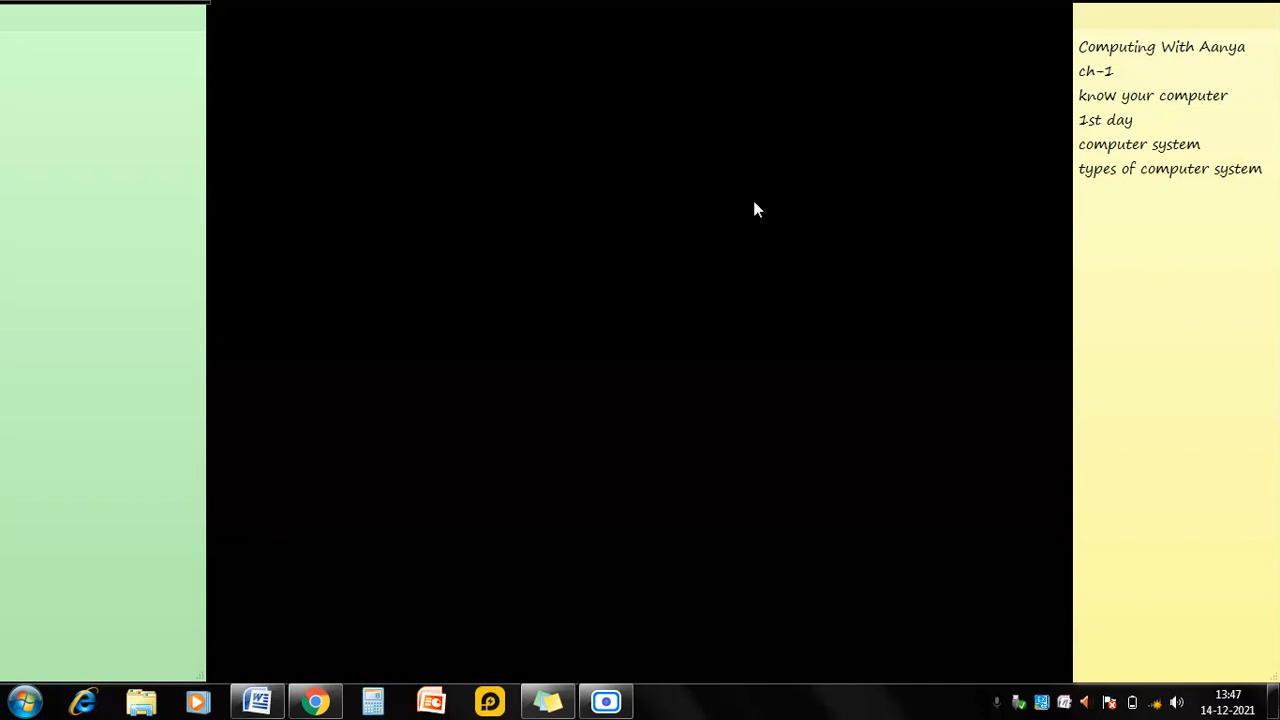 Computing With Aanya
ch-1
know your computer
1st day
computer system
types of computer system
13:47
14-12-2021